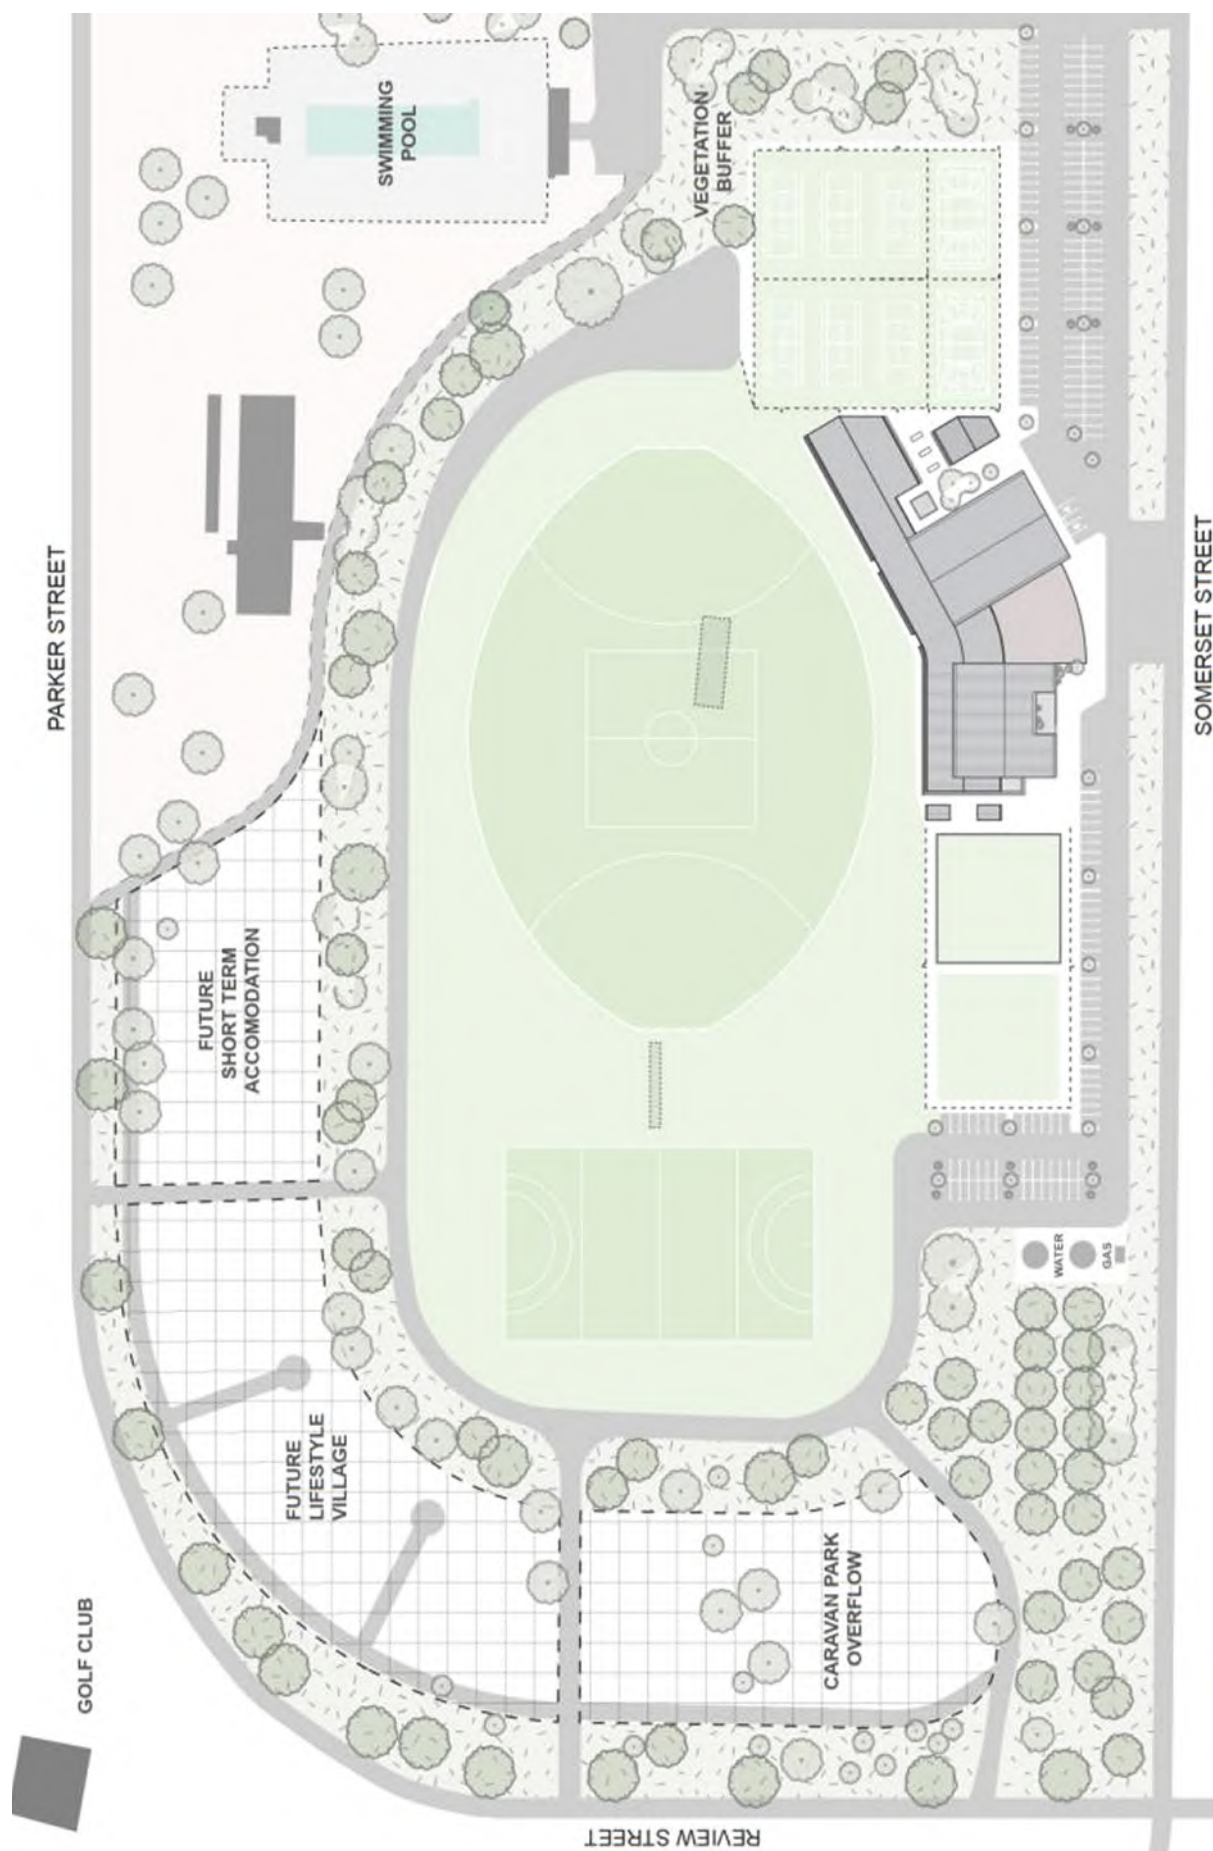 SWIMMING
POOL
VEGETATION
BUFFER
PARKER STREET
SOMERSET STREET
FUTURE
SHORT TERM
ACCOMODATION
WATER
GAS
FUTURE
LIFESTYLE
VILLAGE
CARAVAN PARK
OVERFLOW
GOLF CLUB
REVIEW STREET